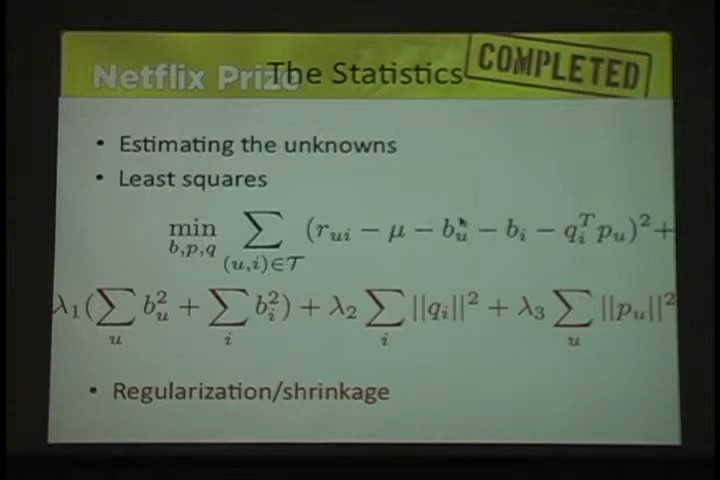 Netflix Prize The Statistics
COMPLETED
• Estimating the unknowns
• Least squares
min b,p,q ∑ (u,i)∈𝒯 (r_ui − μ − b_u − b_i − q_i^T p_u)^2 +
λ_1(∑_u b_u^2 + ∑_i b_i^2) + λ_2 ∑_i ||q_i||^2 + λ_3 ∑_u ||p_u||^2
• Regularization/shrinkage